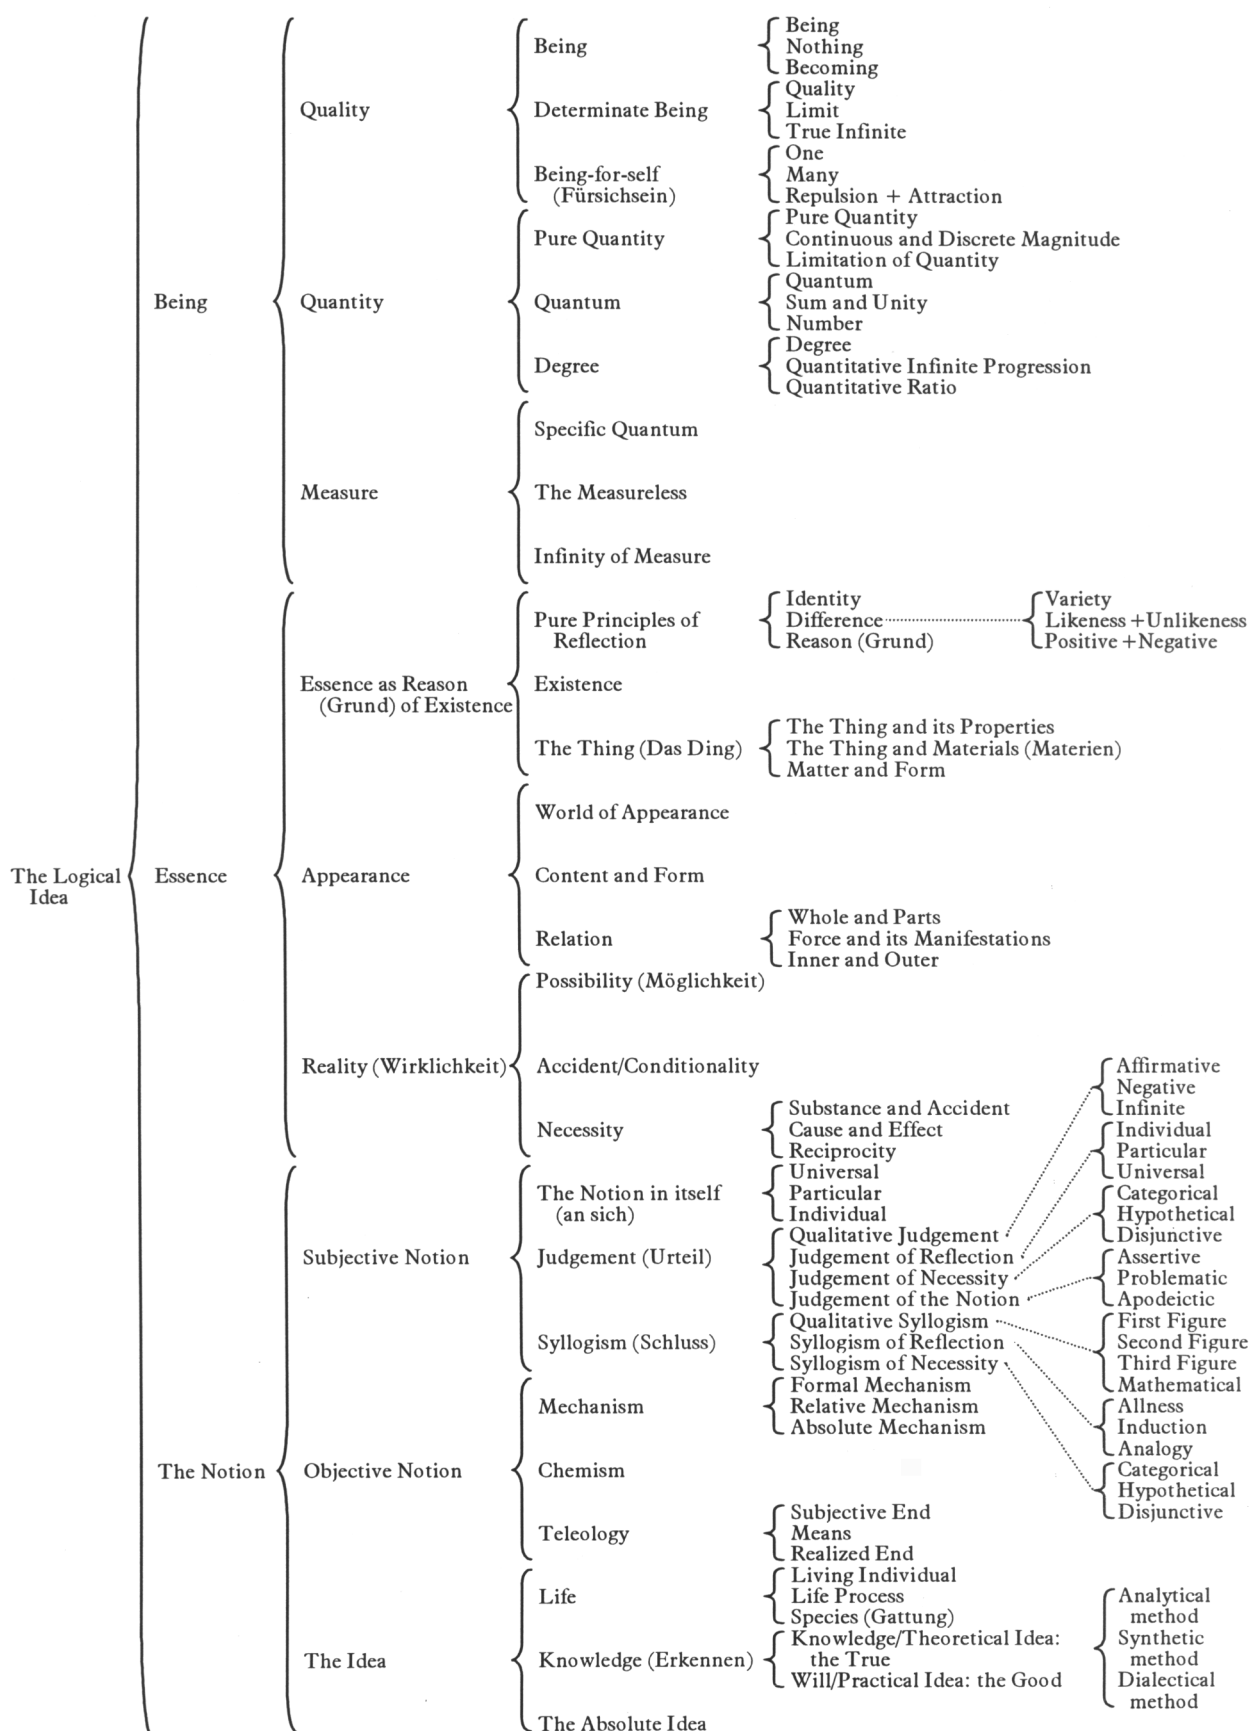 The Logical
Idea
Being
Quality
Being
Being
Nothing
Becoming
Determinate Being
Quality
Limit
True Infinite
Being-for-self
(Fürsichsein)
One
Many
Repulsion + Attraction
Quantity
Pure Quantity
Pure Quantity
Continuous and Discrete Magnitude
Limitation of Quantity
Quantum
Quantum
Sum and Unity
Number
Degree
Degree
Quantitative Infinite Progression
Quantitative Ratio
Measure
Specific Quantum
The Measureless
Infinity of Measure
Essence
Essence as Reason
(Grund) of Existence
Pure Principles of
Reflection
Identity
Difference
Reason (Grund)
Variety
Likeness +Unlikeness
Positive +Negative
Existence
The Thing (Das Ding)
The Thing and its Properties
The Thing and Materials (Materien)
Matter and Form
Appearance
World of Appearance
Content and Form
Relation
Whole and Parts
Force and its Manifestations
Inner and Outer
Reality (Wirklichkeit)
Possibility (Möglichkeit)
Accident/Conditionality
Necessity
Substance and Accident
Cause and Effect
Reciprocity
The Notion
Subjective Notion
The Notion in itself
(an sich)
Universal
Particular
Individual
Judgement (Urteil)
Qualitative Judgement
Judgement of Reflection
Judgement of Necessity
Judgement of the Notion
Affirmative
Negative
Infinite
Individual
Particular
Universal
Categorical
Hypothetical
Disjunctive
Assertive
Problematic
Apodeictic
Syllogism (Schluss)
Qualitative Syllogism
Syllogism of Reflection
Syllogism of Necessity
First Figure
Second Figure
Third Figure
Mathematical
Allness
Induction
Analogy
Categorical
Hypothetical
Disjunctive
Objective Notion
Mechanism
Formal Mechanism
Relative Mechanism
Absolute Mechanism
Chemism
Teleology
Subjective End
Means
Realized End
The Idea
Life
Living Individual
Life Process
Species (Gattung)
Knowledge (Erkennen)
Knowledge/Theoretical Idea:
the True
Will/Practical Idea: the Good
Analytical
method
Synthetic
method
Dialectical
method
The Absolute Idea